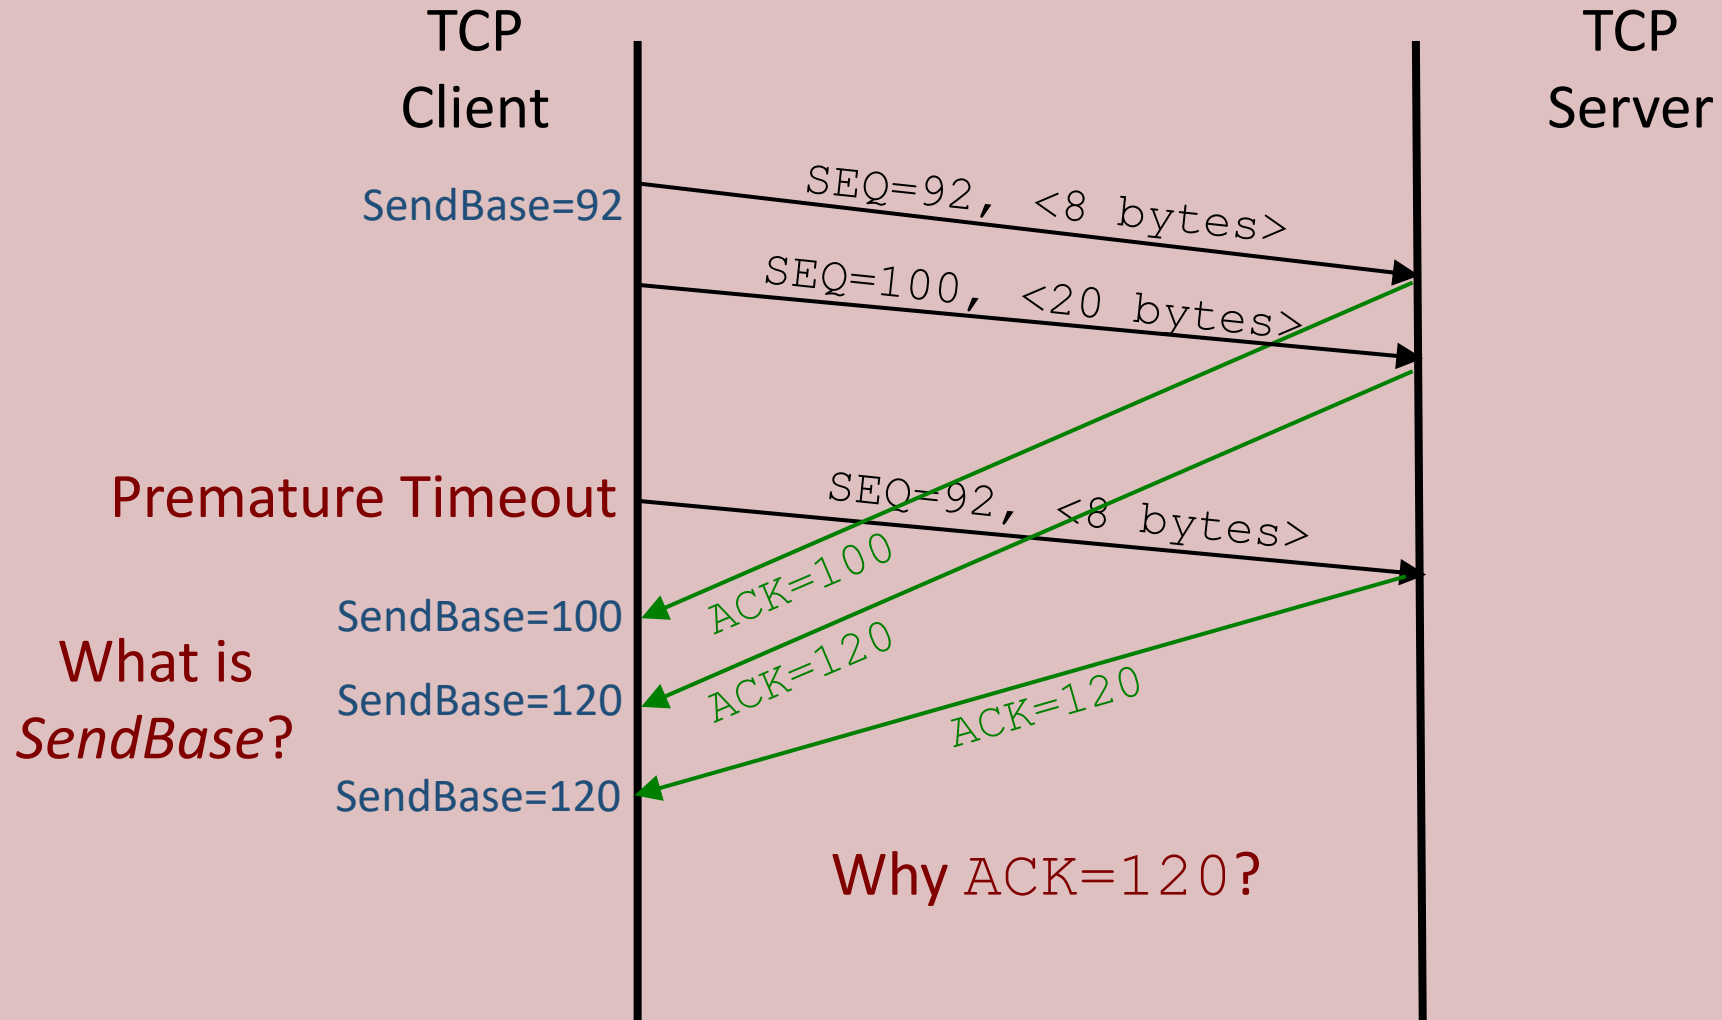 TCP
Client
TCP
Server
SendBase=92
SEQ=92, <8 bytes>
SEQ=100, <20 bytes>
Premature Timeout
SEQ=92, <8 bytes>
ACK=100
SendBase=100
What is
SendBase?
ACK=120
SendBase=120
ACK=120
SendBase=120
Why ACK=120?